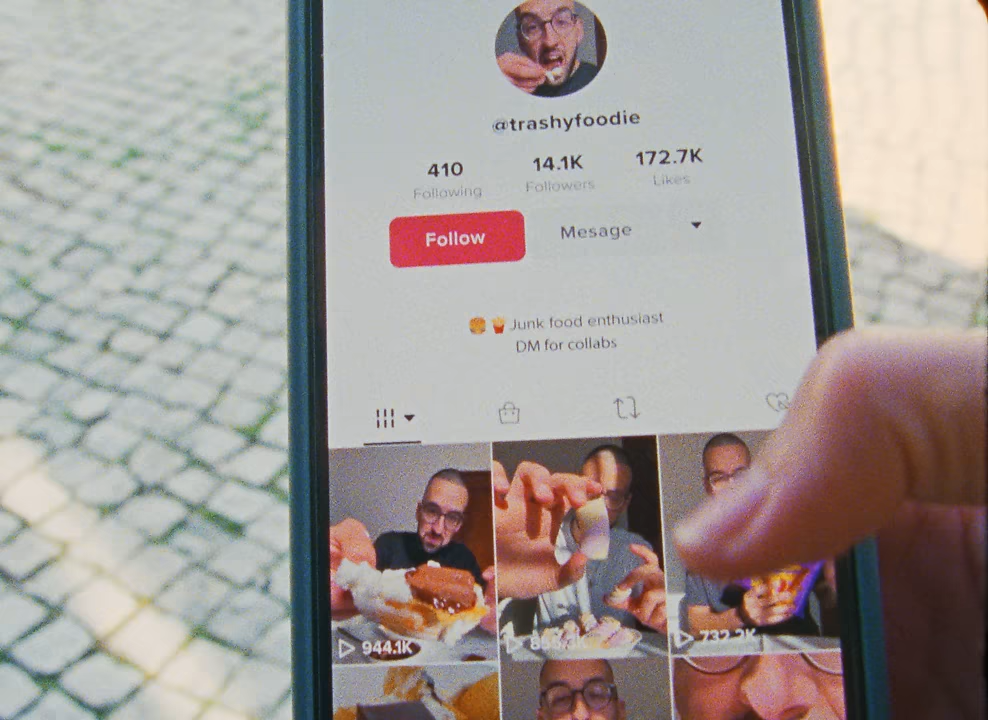 @trashyfoodie
410 14.1K 172.7K
Following Followers Likes
Follow Mesage
Junk food enthusiast
DM for collabs
944.1K 732.2K